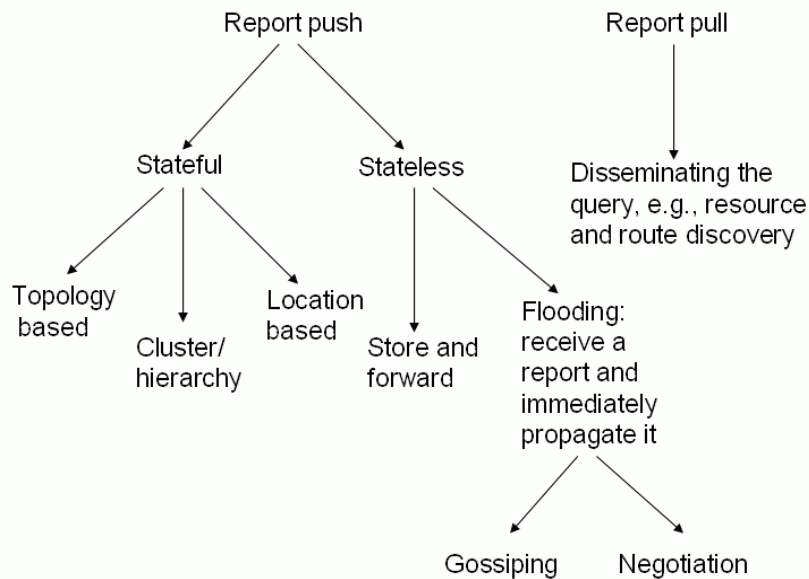 Report push
Report pull
Stateful
Stateless
Disseminating the
query, e.g., resource
and route discovery
Topology
based
Cluster/
hierarchy
Location
based
Store and
forward
Flooding:
receive a
report and
immediately
propagate it
Gossiping
Negotiation